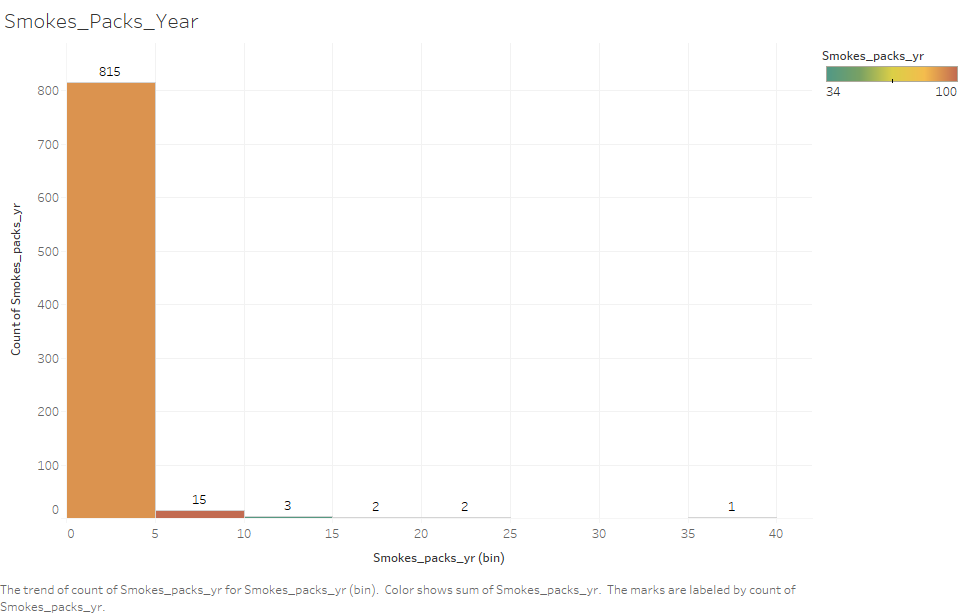 Smokes_Packs_Year
Smokes_packs_yr
34 100
Count of Smokes_packs_yr
800
700
600
500
400
300
200
100
0
815
15
3
2
2
1
0 5 10 15 20 25 30 35 40
Smokes_packs_yr (bin)
The trend of count of Smokes_packs_yr for Smokes_packs_yr (bin). Color shows sum of Smokes_packs_yr. The marks are labeled by count of
Smokes_packs_yr.